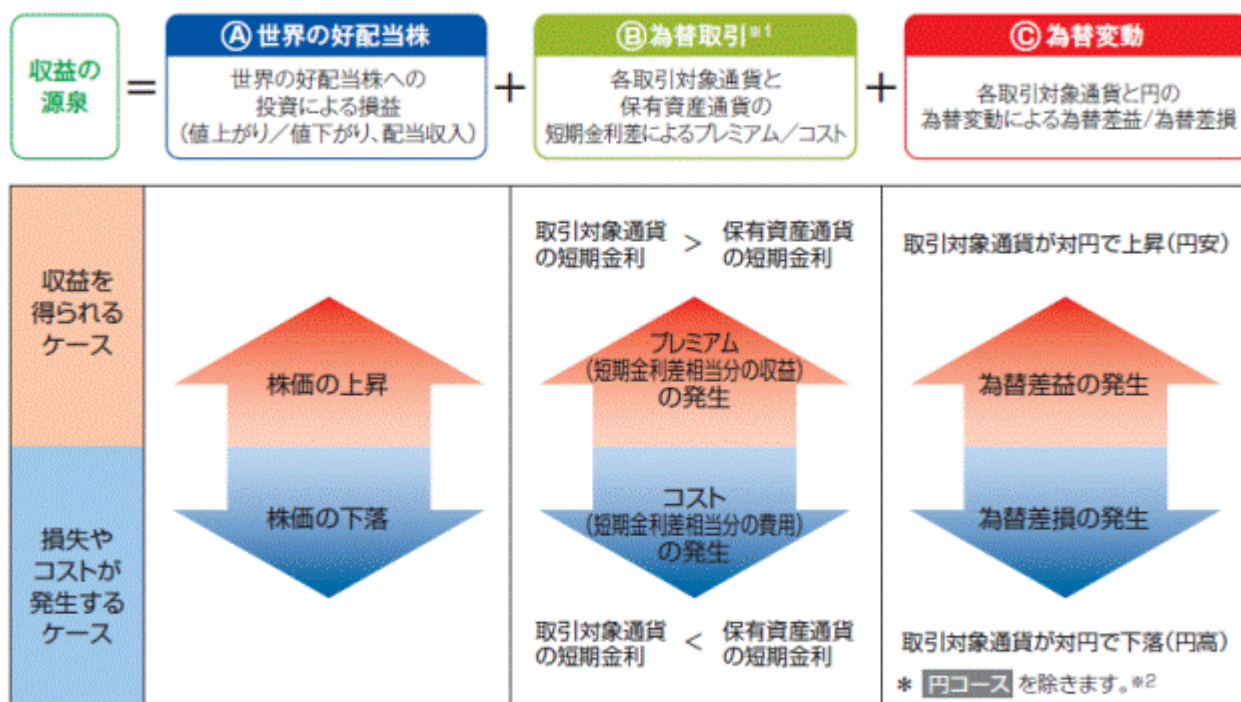 収益の
源泉
=
Ⓐ世界の好配当株
世界の好配当株への
投資による損益
(値上がり/値下がり、配当収入)
+
Ⓑ為替取引※1
各取引対象通貨と
保有資産通貨の
短期金利差によるプレミアム/コスト
+
Ⓒ為替変動
各取引対象通貨と円の
為替変動による為替差益/為替差損
収益を
得られる
ケース
株価の上昇
取引対象通貨
の短期金利
>
保有資産通貨
の短期金利
プレミアム
(短期金利差相当分の収益)
の発生
取引対象通貨が対円で上昇(円安)
為替差益の発生
損失や
コストが
発生する
ケース
株価の下落
コスト
(短期金利差相当分の費用)
の発生
取引対象通貨
の短期金利
<
保有資産通貨
の短期金利
為替差損の発生
取引対象通貨が対円で下落(円高)
* 円コース を除きます。※2